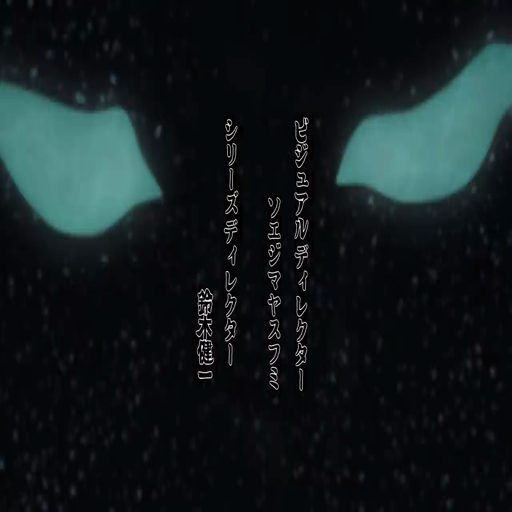 ビジュアルディレクター
ソエジマヤスフミ
シリーズディレクター
鈴木健一